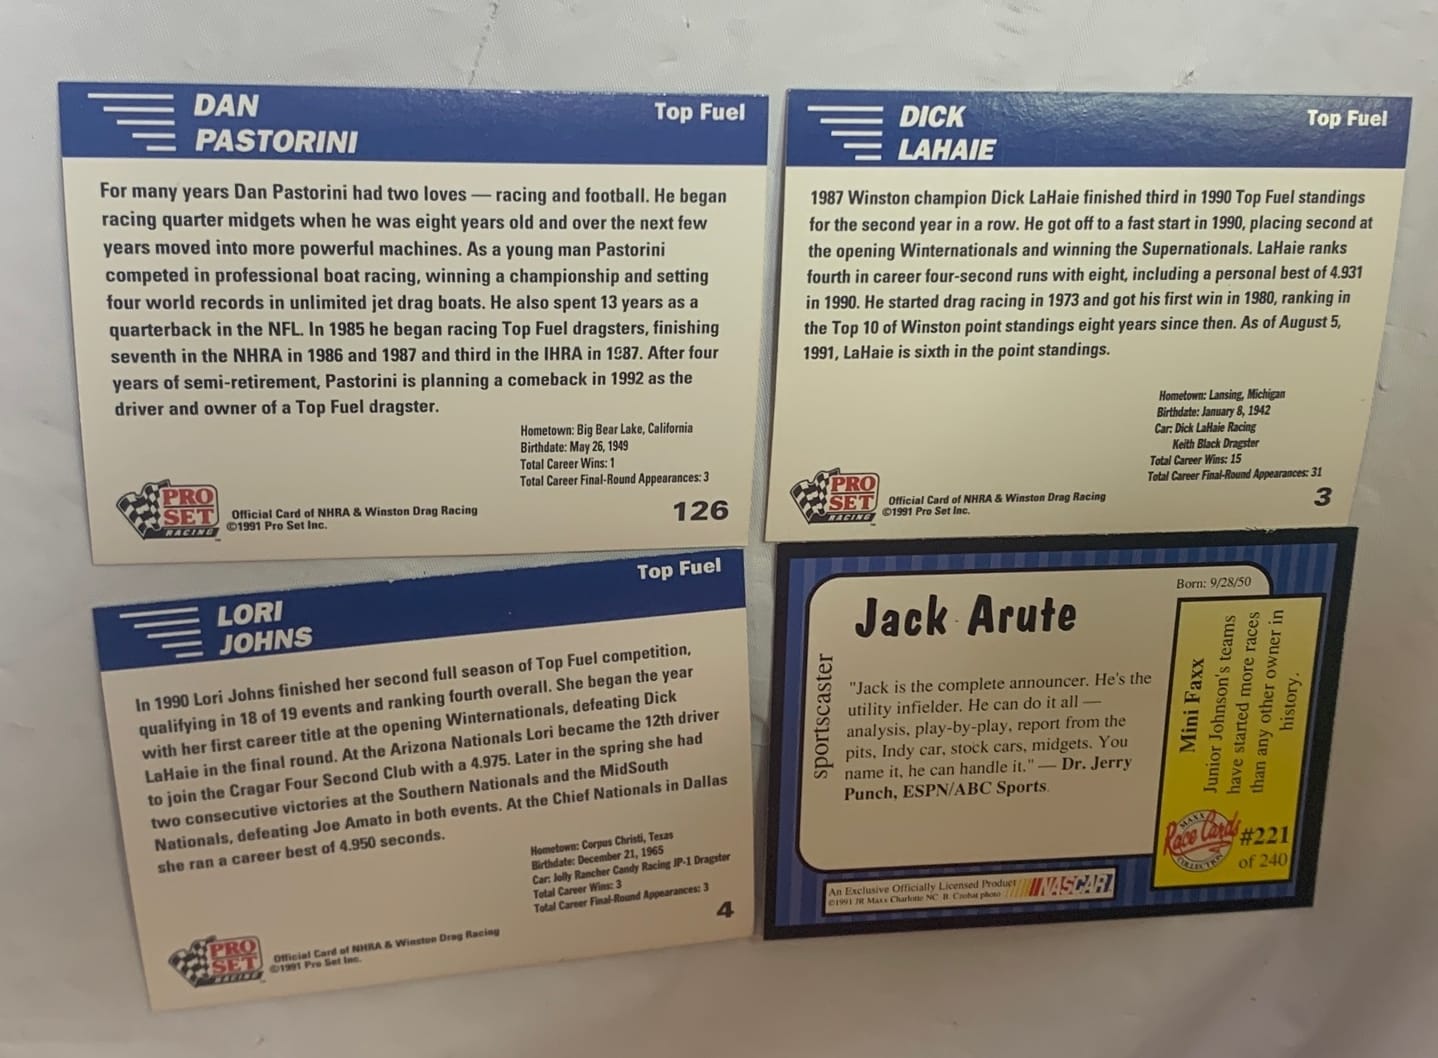 DAN
PASTORINI
Top Fuel
For many years Dan Pastorini had two loves — racing and football. He began
racing quarter midgets when he was eight years old and over the next few
years moved into more powerful machines. As a young man Pastorini
competed in professional boat racing, winning a championship and setting
four world records in unlimited jet drag boats. He also spent 13 years as a
quarterback in the NFL. In 1985 he began racing Top Fuel dragsters, finishing
seventh in the NHRA in 1986 and 1987 and third in the IHRA in 1987. After four
years of semi-retirement, Pastorini is planning a comeback in 1992 as the
driver and owner of a Top Fuel dragster.
Hometown: Big Bear Lake, California
Birthdate: May 26, 1949
Total Career Wins: 1
Total Career Final-Round Appearances: 3
PRO
SET
RACING
Official Card of NHRA & Winston Drag Racing
©1991 Pro Set Inc.
126
DICK
LAHAIE
Top Fuel
1987 Winston champion Dick LaHaie finished third in 1990 Top Fuel standings
for the second year in a row. He got off to a fast start in 1990, placing second at
the opening Winternationals and winning the Supernationals. LaHaie ranks
fourth in career four-second runs with eight, including a personal best of 4.931
in 1990. He started drag racing in 1973 and got his first win in 1980, ranking in
the Top 10 of Winston point standings eight years since then. As of August 5,
1991, LaHaie is sixth in the point standings.
Hometown: Lansing, Michigan
Birthdate: January 8, 1942
Car: Dick LaHaie Racing
Keith Black Dragster
Total Career Wins: 15
Total Career Final-Round Appearances: 31
PRO
SET
RACING
Official Card of NHRA & Winston Drag Racing
©1991 Pro Set Inc.
3
LORI
JOHNS
Top Fuel
In 1990 Lori Johns finished her second full season of Top Fuel competition,
qualifying in 18 of 19 events and ranking fourth overall. She began the year
with her first career title at the opening Winternationals, defeating Dick
LaHaie in the final round. At the Arizona Nationals Lori became the 12th driver
to join the Cragar Four Second Club with a 4.975. Later in the spring she had
two consecutive victories at the Southern Nationals and the MidSouth
Nationals, defeating Joe Amato in both events. At the Chief Nationals in Dallas
she ran a career best of 4.950 seconds.
Hometown: Corpus Christi, Texas
Birthdate: December 21, 1965
Car: Jolly Rancher Candy Racing JP-1 Dragster
Total Career Wins: 3
Total Career Final-Round Appearances: 3
4
PRO
SET
RACING
Official Card of NHRA & Winston Drag Racing
©1991 Pro Set Inc.
Born: 9/28/50
Jack Arute
sportscaster
"Jack is the complete announcer. He's the
utility infielder. He can do it all —
analysis, play-by-play, report from the
pits, Indy car, stock cars, midgets. You
name it, he can handle it." — Dr. Jerry
Punch, ESPN/ABC Sports
Mini Faxx
Junior Johnson's teams
have started more races
than any other owner in
history.
MAXX
Race Cards
COLLECTION
#221
of 240
An Exclusive Officially Licensed Product
©1991 JR Maxx Charlotte NC B. Crobat photo
NASCAR